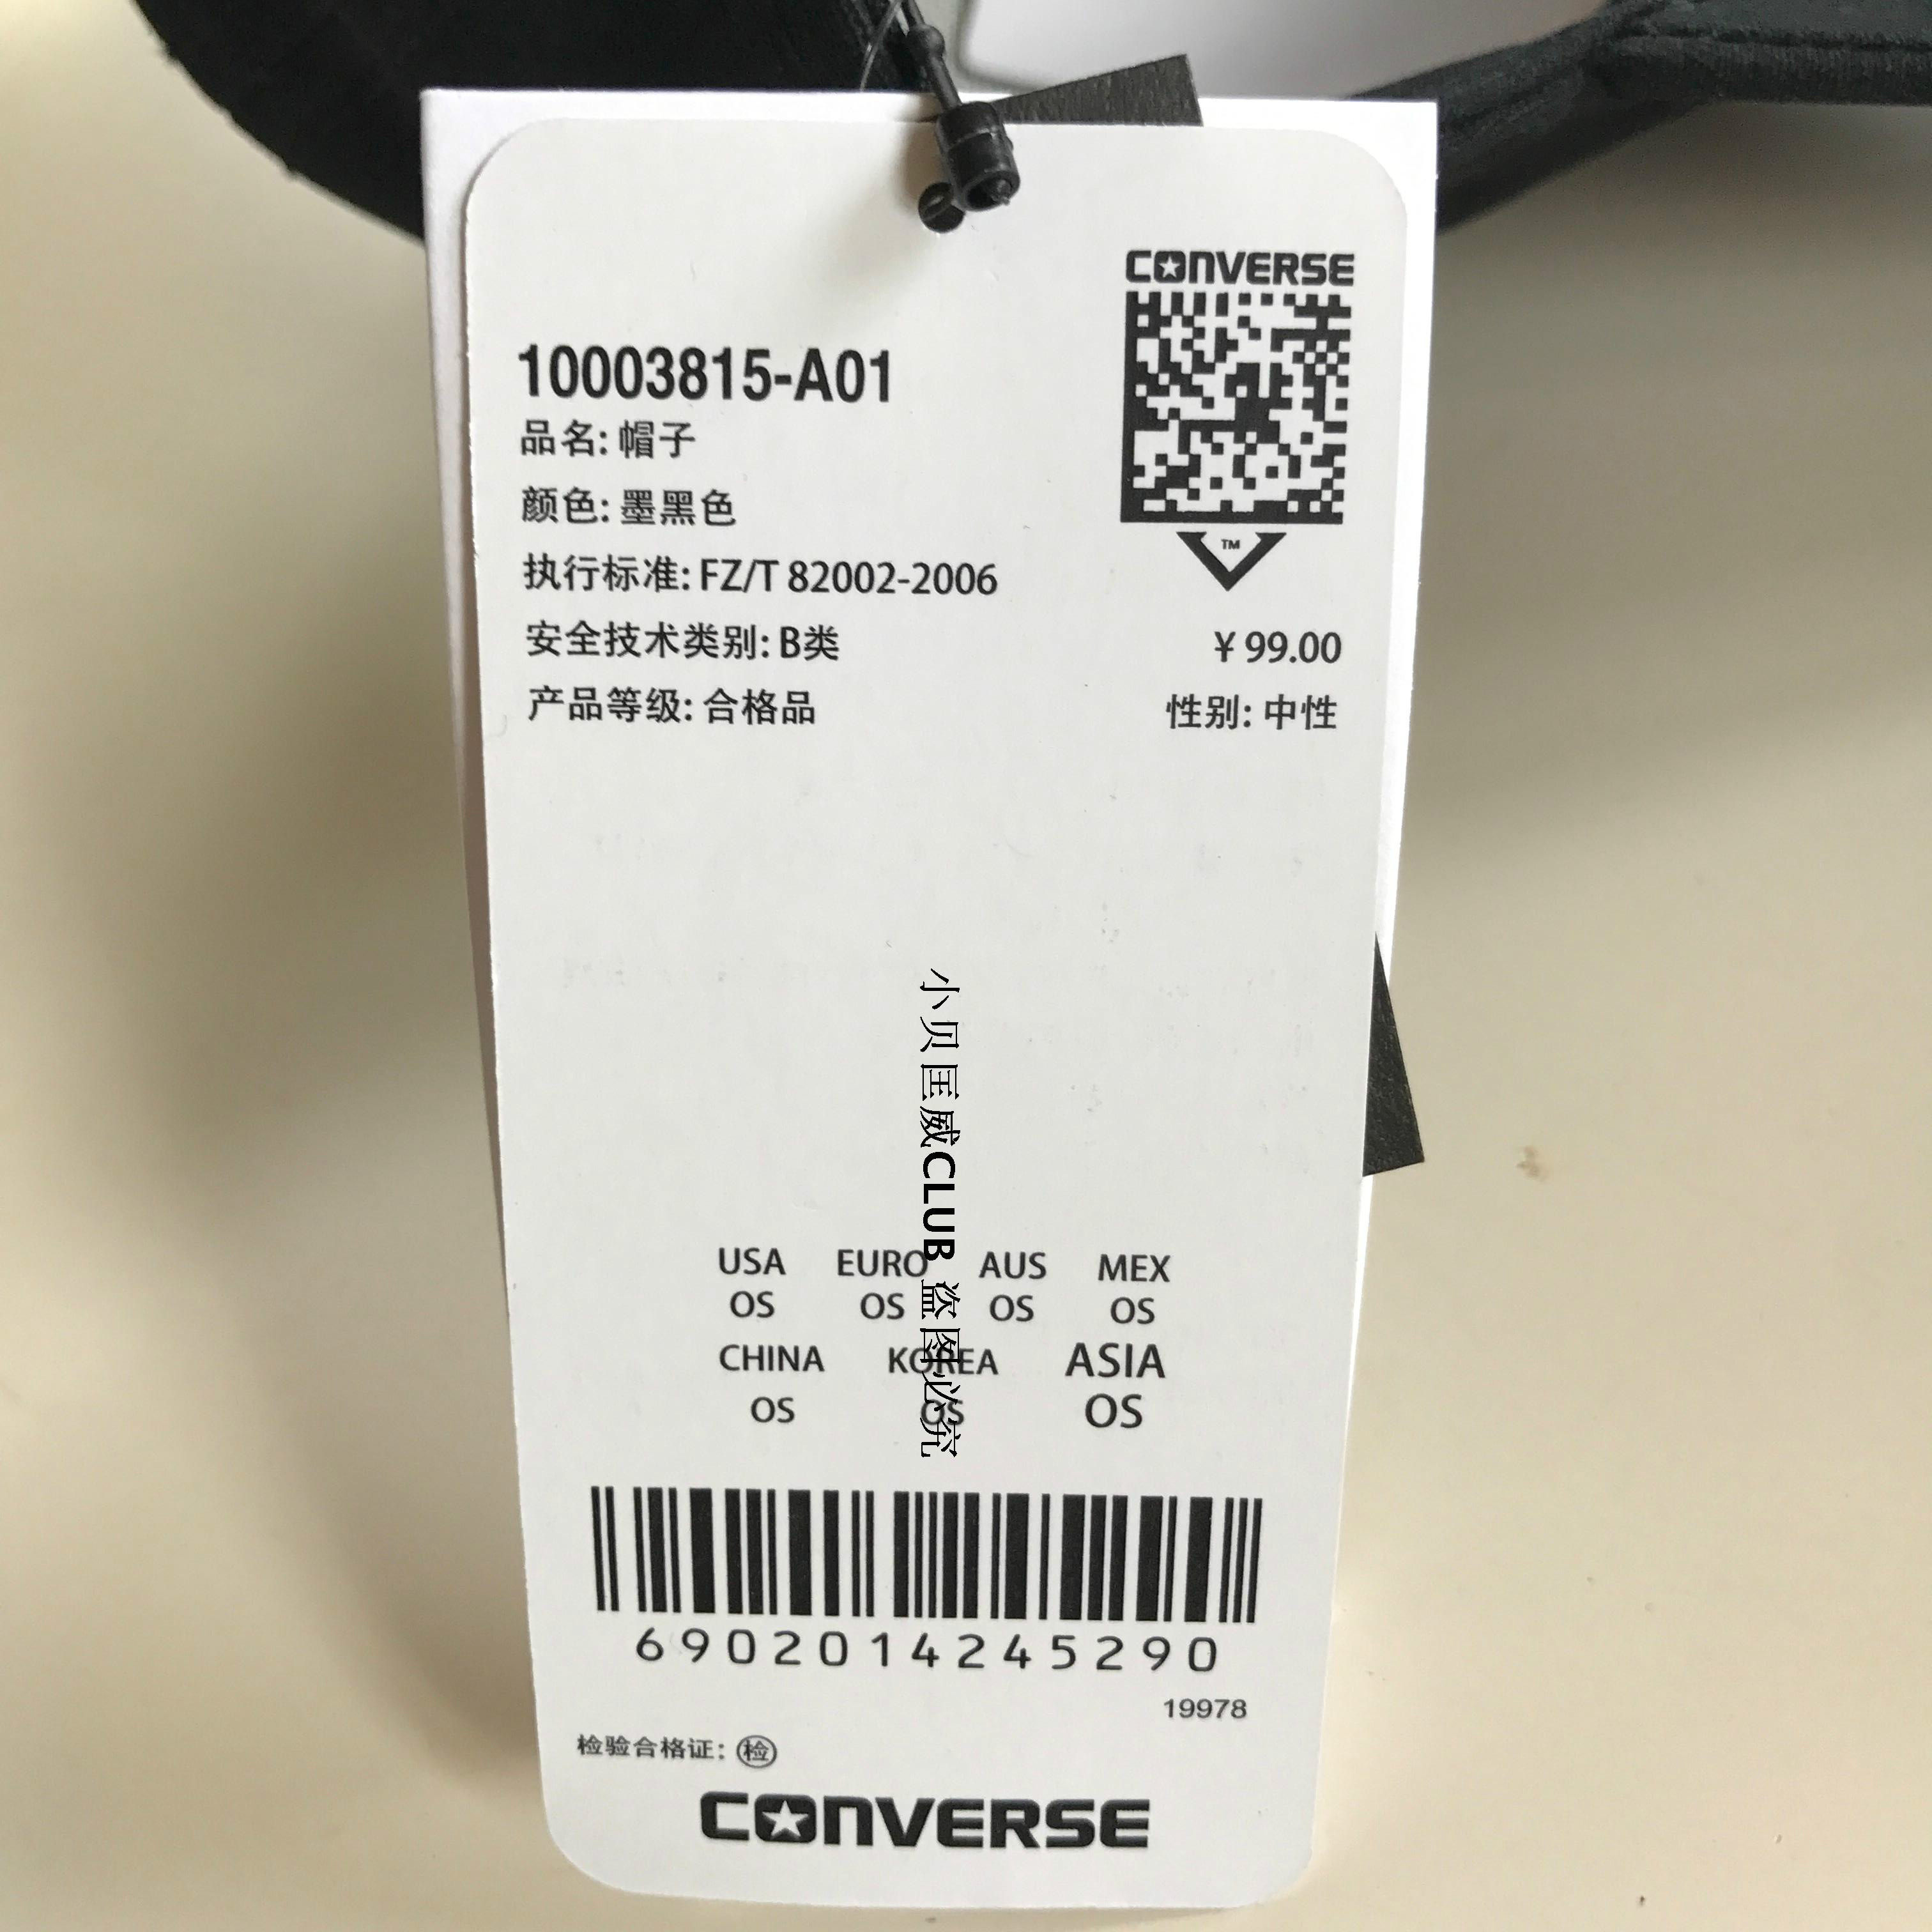 CONVERSE
10003815-A01
品名: 帽子
颜色: 墨黑色
执行标准: FZ/T 82002-2006
安全技术类别: B类
产品等级: 合格品
TM
¥ 99.00
性别: 中性
小贝匡威CLUB 盗图必究
USA EURO AUS MEX
OS OS OS OS
CHINA KOREA ASIA
OS OS OS
6902014245290
19978
检验合格证: 检
CONVERSE